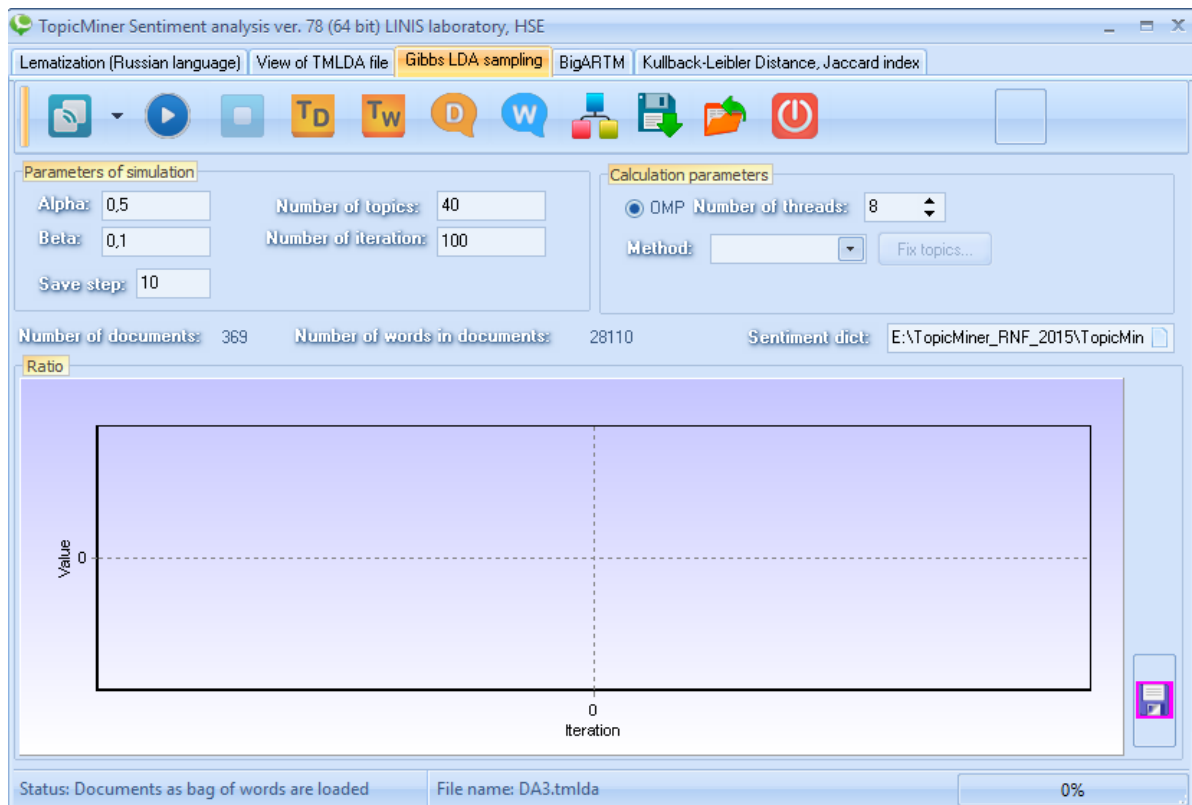 TopicMiner Sentiment analysis ver. 78 (64 bit) LINIS laboratory, HSE
Lematization (Russian language) View of TMLDA file Gibbs LDA sampling BigARTM Kullback-Leibler Distance, Jaccard index
TD TW D W
Parameters of simulation
Calculation parameters
Alpha: 0,5 Number of topics: 40
OMP Number of threads: 8
Beta: 0,1 Number of iteration: 100
Method: Fix topics...
Save step: 10
Number of documents: 369 Number of words in documents: 28110 Sentiment dict: E:\TopicMiner_RNF_2015\TopicMin
Ratio
Value
0
0
Iteration
Status: Documents as bag of words are loaded File name: DA3.tmlda 0%